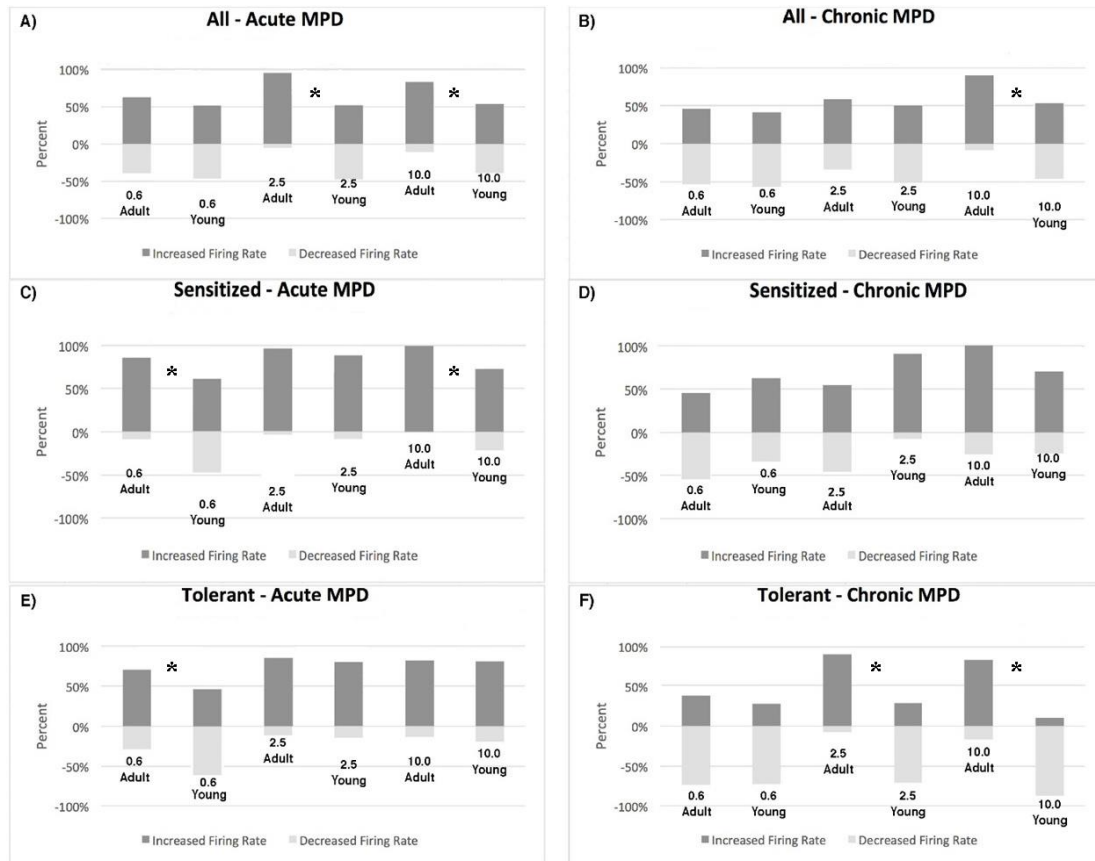 A)
All - Acute MPD
100%
50%
0%
-50%
-100%
Percent
*
*
0.6
Adult
0.6
Young
2.5
Adult
2.5
Young
10.0
Adult
10.0
Young
Increased Firing Rate Decreased Firing Rate
B)
All - Chronic MPD
100%
50%
0%
-50%
-100%
Percent
*
0.6
Adult
0.6
Young
2.5
Adult
2.5
Young
10.0
Adult
10.0
Young
Increased Firing Rate Decreased Firing Rate
C)
Sensitized - Acute MPD
100%
50%
0%
-50%
-100%
Percent
*
*
0.6
Adult
0.6
Young
2.5
Adult
2.5
Young
10.0
Adult
10.0
Young
Increased Firing Rate Decreased Firing Rate
D)
Sensitized - Chronic MPD
100%
50%
0%
-50%
-100%
Percent
0.6
Adult
0.6
Young
2.5
Adult
2.5
Young
10.0
Adult
10.0
Young
Increased Firing Rate Decreased Firing Rate
E)
Tolerant - Acute MPD
100%
50%
0%
-50%
-100%
Percent
*
0.6
Adult
0.6
Young
2.5
Adult
2.5
Young
10.0
Adult
10.0
Young
Increased Firing Rate Decreased Firing Rate
F)
Tolerant - Chronic MPD
100%
50%
0%
-50%
-100%
Percent
*
*
0.6
Adult
0.6
Young
2.5
Adult
2.5
Young
10.0
Adult
10.0
Young
Increased Firing Rate Decreased Firing Rate